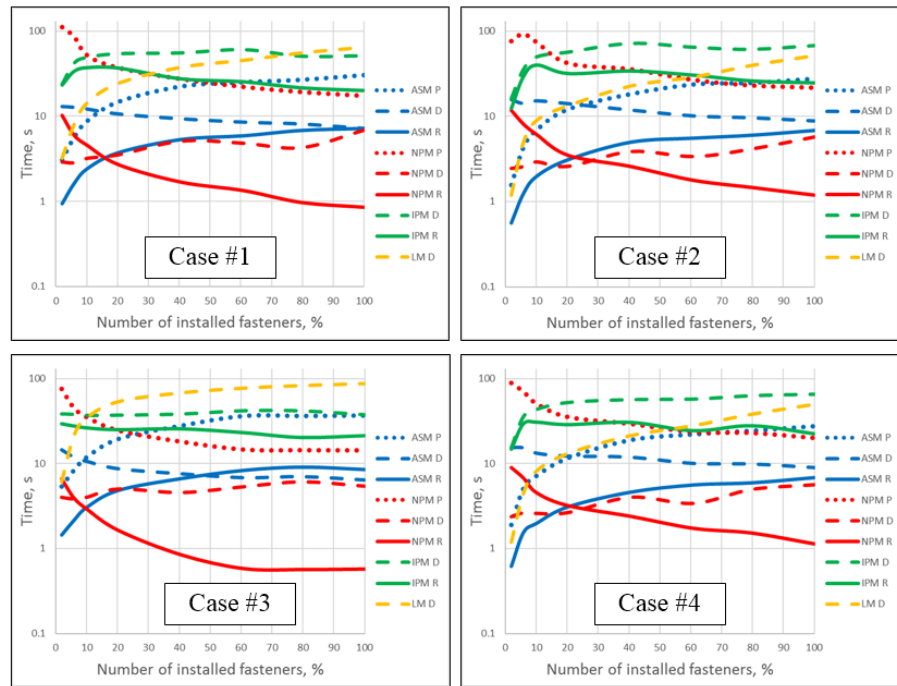 100
10
1
0.1
Time, s
0 10 20 30 40 50 60 70 80 90 100
Number of installed fasteners, %
Case #1
ASM P
ASM D
ASM R
NPM P
NPM D
NPM R
IPM D
IPM R
LM D
100
10
1
0.1
Time, s
0 10 20 30 40 50 60 70 80 90 100
Number of installed fasteners, %
Case #2
ASM P
ASM D
ASM R
NPM P
NPM D
NPM R
IPM D
IPM R
LM D
100
10
1
0.1
Time, s
0 10 20 30 40 50 60 70 80 90 100
Number of installed fasteners, %
Case #3
ASM P
ASM D
ASM R
NPM P
NPM D
NPM R
IPM D
IPM R
LM D
100
10
1
0.1
Time, s
0 10 20 30 40 50 60 70 80 90 100
Number of installed fasteners, %
Case #4
ASM P
ASM D
ASM R
NPM P
NPM D
NPM R
IPM D
IPM R
LM D